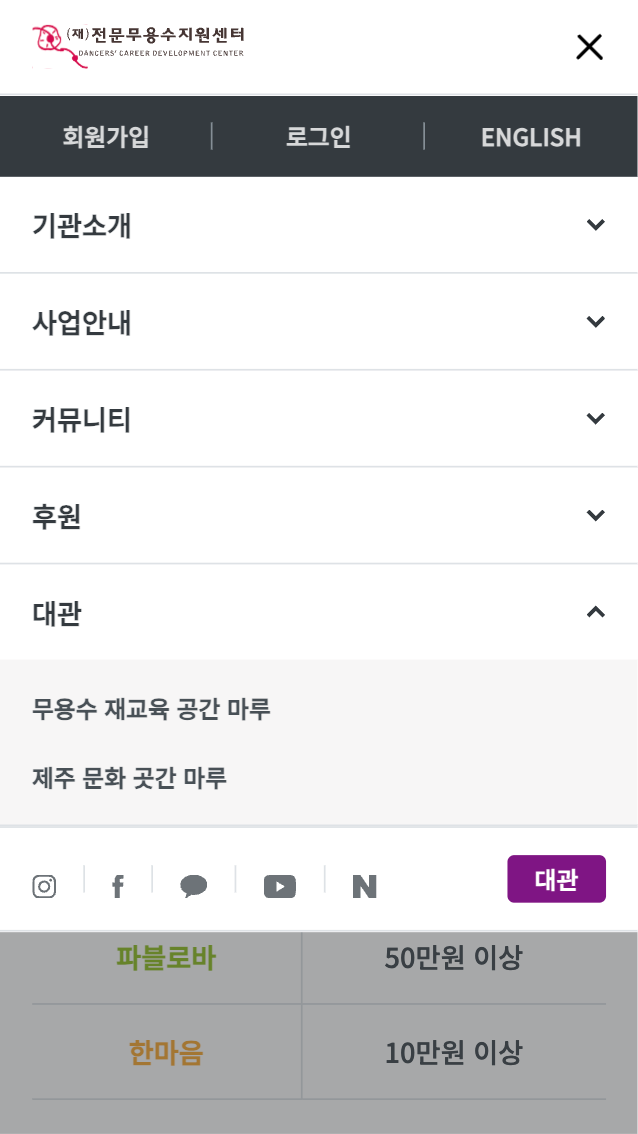 (재)전문무용수지원센터
DANCERS' CAREER DEVELOPMENT CENTER
회원가입 로그인 ENGLISH
기관소개
사업안내
커뮤니티
후원
대관
무용수 재교육 공간 마루
제주 문화 곳간 마루
대관
파블로바 50만원 이상
한마음 10만원 이상